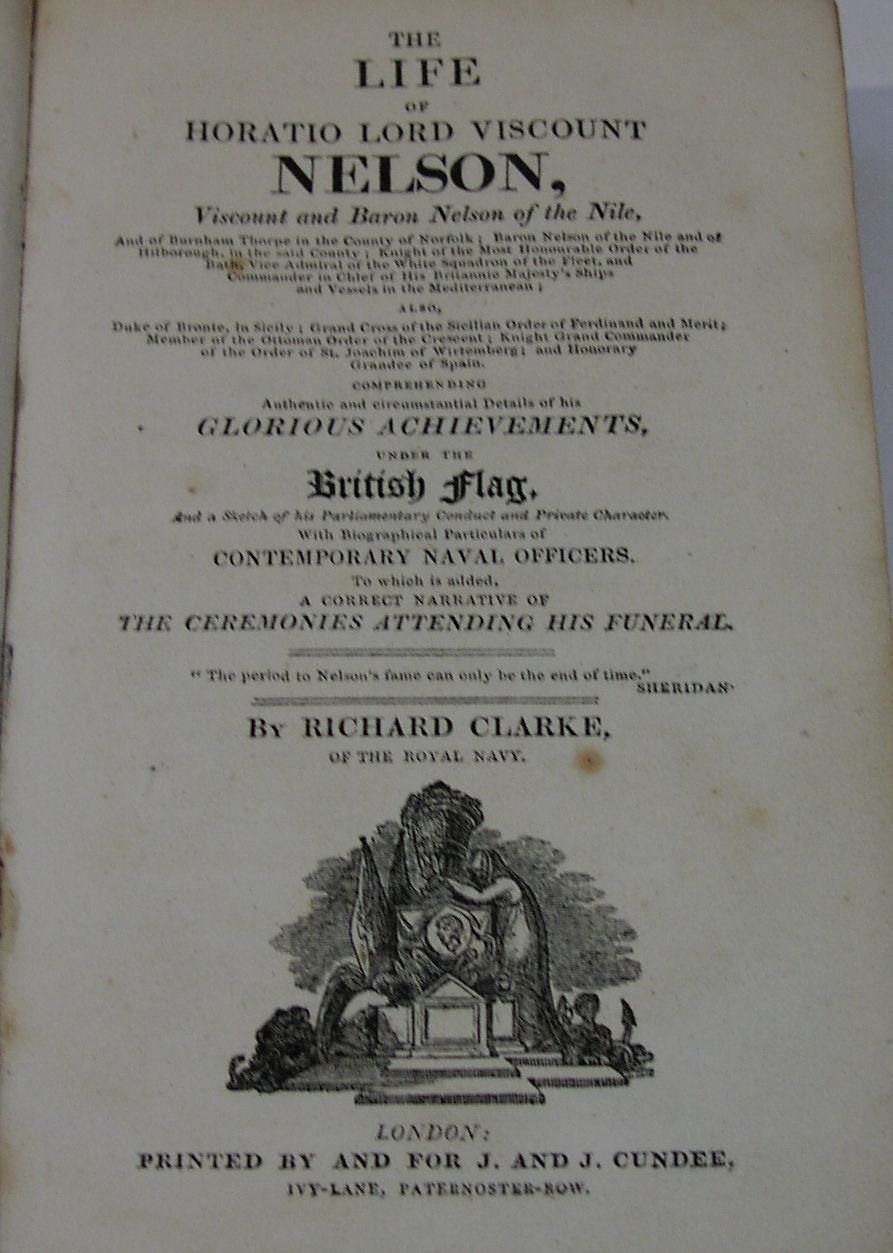 THE
LIFE
OF
HORATIO LORD VISCOUNT
NELSON,
Viscount and Baron Nelson of the Nile,
And of Burnham Thorpe in the County of Norfolk; Baron Nelson of the Nile and of
Hilborough, in the said County; Knight of the Most Honourable Order of the
Bath, Vice Admiral of the White Squadron of the Fleet, and
Commander in Chief of His Britannic Majesty's Ships
and Vessels in the Mediterranean;
ALSO,
Duke of Bronte, in Sicily; Grand Cross of the Sicilian Order of Ferdinand and Merit;
Member of the Ottoman Order of the Crescent; Knight Grand Commander
of the Order of St. Joachim of Wirtemberg; and Honorary
Grandee of Spain.
COMPREHENDING
Authentic and circumstantial Details of his
GLORIOUS ACHIEVEMENTS,
UNDER THE
British Flag,
And a Sketch of his Parliamentary Conduct and Private Character.
With Biographical Particulars of
CONTEMPORARY NAVAL OFFICERS.
To which is added,
A CORRECT NARRATIVE OF
THE CEREMONIES ATTENDING HIS FUNERAL.
"The period to Nelson's fame can only be the end of time."
SHERIDAN.
BY RICHARD CLARKE,
OF THE ROYAL NAVY.
LONDON:
PRINTED BY AND FOR J. AND J. CUNDEE,
IVY-LANE, PATERNOSTER-ROW.